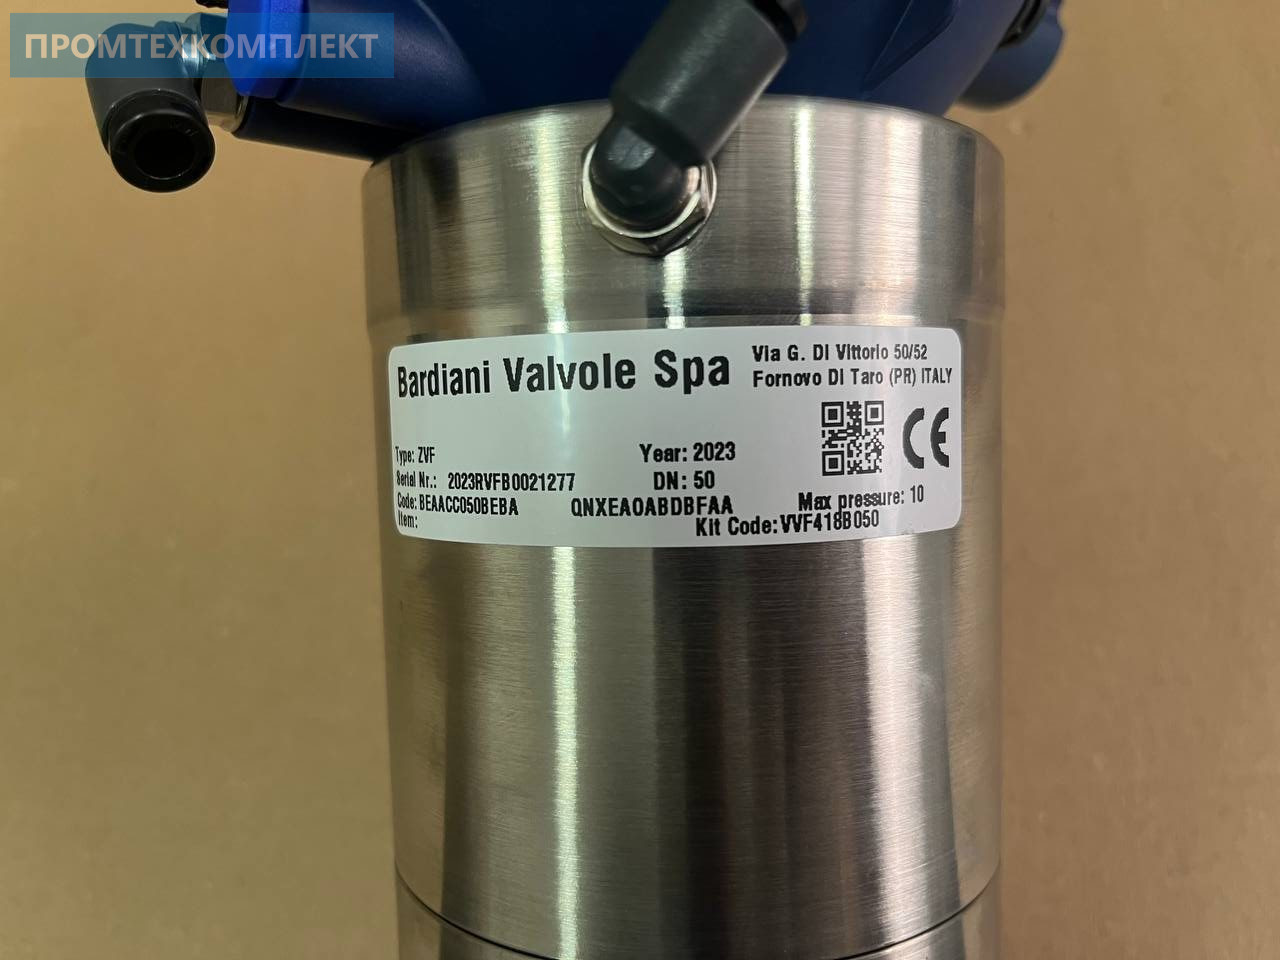 ПРОМТЕХКОМПЛЕКТ
Bardiani Valvole Spa
Via G. DI Vittorio 50/52
Fornovo DI Taro (PR) ITALY
Type: ZVF
Year: 2023
Serial Nr.: 2023RVFB0021277
DN: 50
Code: BEAACC050BEBA QNXEA0ABDBFAA Max pressure: 10
Item: Kit Code: VVF418B050
CE